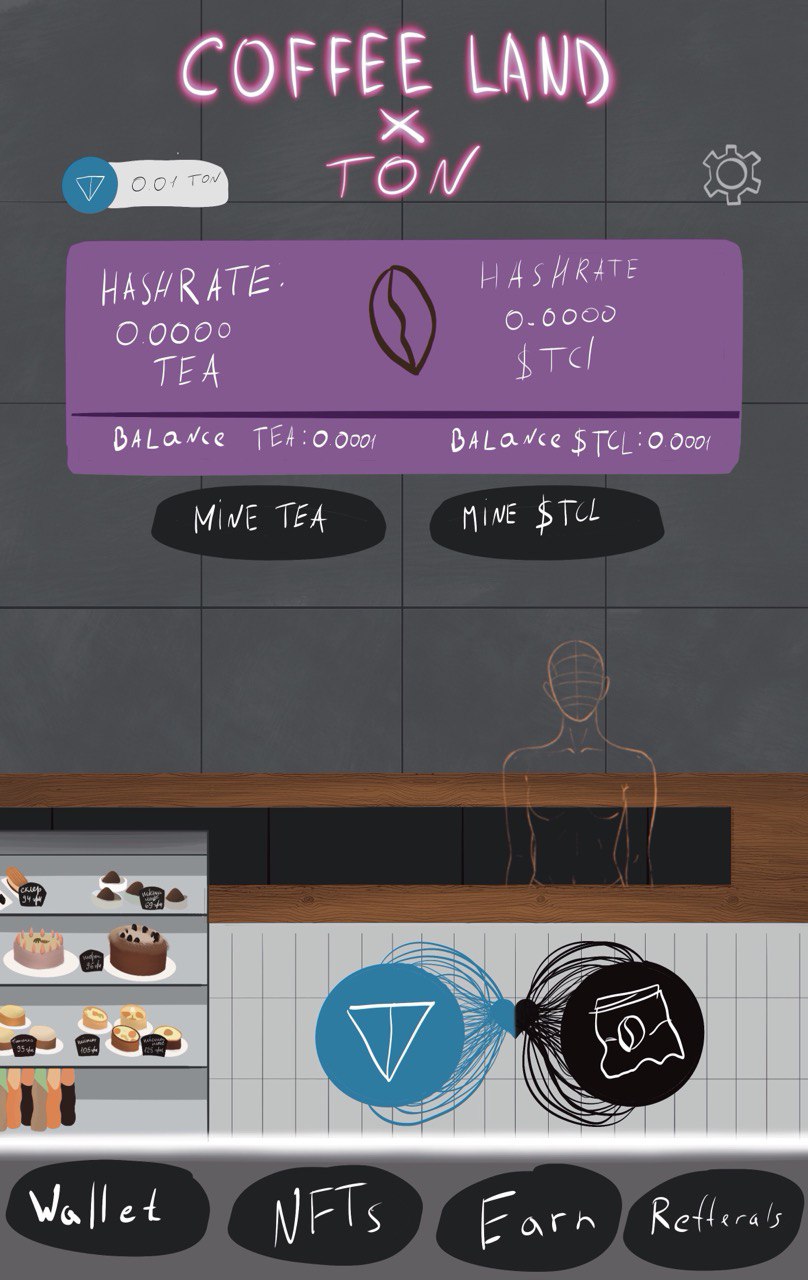 COFFEE LAND
X
TON
0.01 TON
HASHRATE:
0.0000
TEA
HASHRATE
0.0000
$TCl
BALance TEA:0.0001
BALance $TCL:0.0001
MiNE TEA
MiNE $TCL
Wallet
NFTs
Earn
Refferals